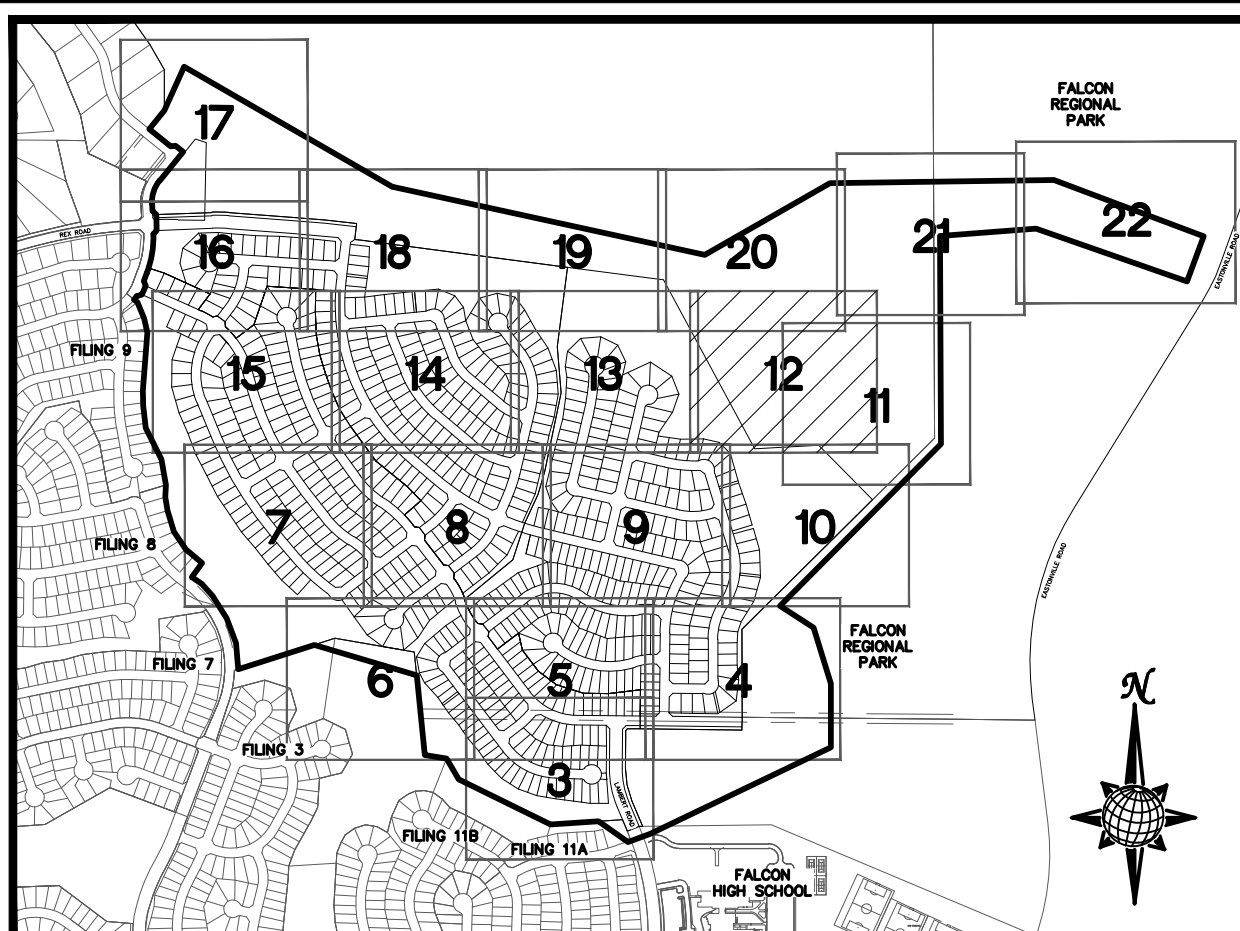 FALCON
REGIONAL
PARK
17
22
REX ROAD
16
18
19
20
21
EASTONVILLE ROAD
FILING 9
15
14
13
12
11
FILING 8
7
8
9
10
EASTONVILLE ROAD
FALCON
REGIONAL
PARK
FILING 7
6
5
4
N
FILING 3
3
LAMBERT ROAD
FILING 11B
FILING 11A
FALCON
HIGH SCHOOL